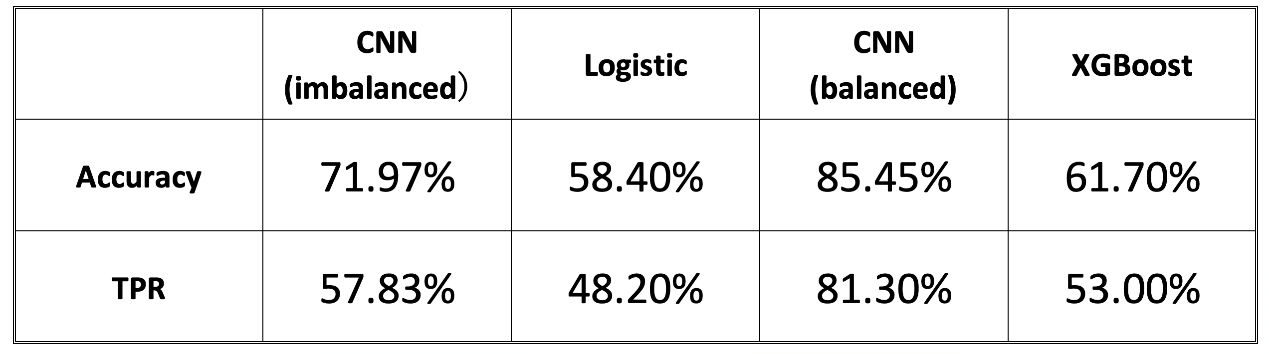 CNN
(imbalanced）
Logistic
CNN
(balanced)
XGBoost
Accuracy
71.97%
58.40%
85.45%
61.70%
TPR
57.83%
48.20%
81.30%
53.00%